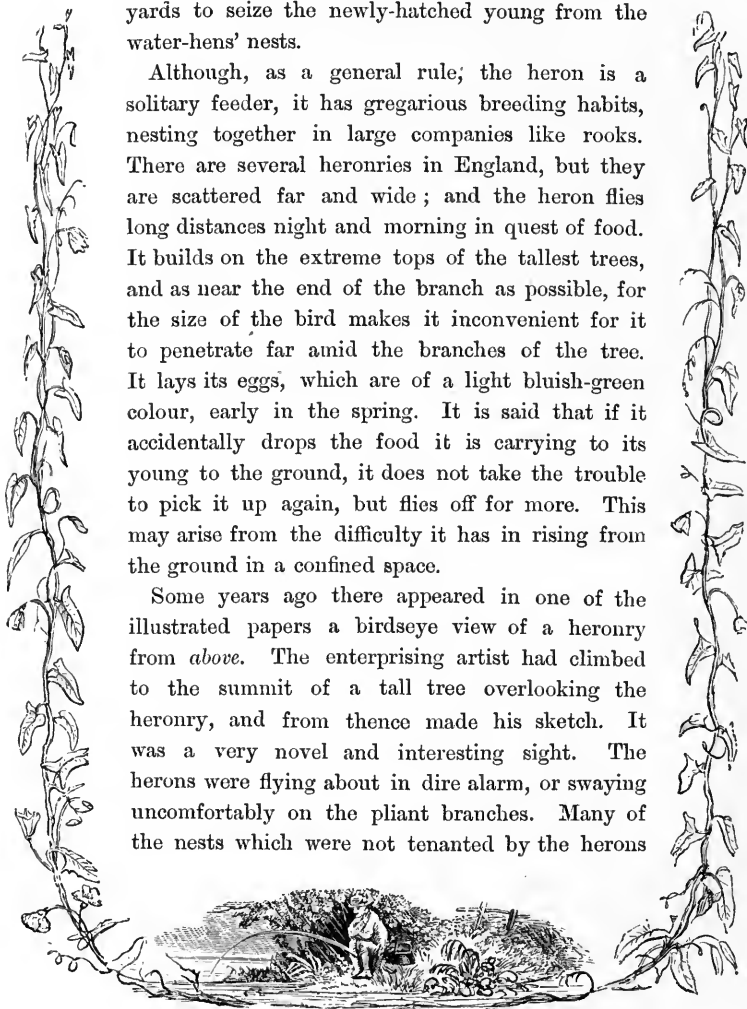 yards to seize the newly-hatched young from the
water-hens' nests.
Although, as a general rule, the heron is a
solitary feeder, it has gregarious breeding habits,
nesting together in large companies like rooks.
There are several heronries in England, but they
are scattered far and wide ; and the heron flies
long distances night and morning in quest of food.
It builds on the extreme tops of the tallest trees,
and as near the end of the branch as possible, for
the size of the bird makes it inconvenient for it
to penetrate far amid the branches of the tree.
It lays its eggs, which are of a light bluish-green
colour, early in the spring. It is said that if it
accidentally drops the food it is carrying to its
young to the ground, it does not take the trouble
to pick it up again, but flies off for more. This
may arise from the difficulty it has in rising from
the ground in a confined space.
Some years ago there appeared in one of the
illustrated papers a birdseye view of a heronry
from above. The enterprising artist had climbed
to the summit of a tall tree overlooking the
heronry, and from thence made his sketch. It
was a very novel and interesting sight. The
herons were flying about in dire alarm, or swaying
uncomfortably on the pliant branches. Many of
the nests which were not tenanted by the herons